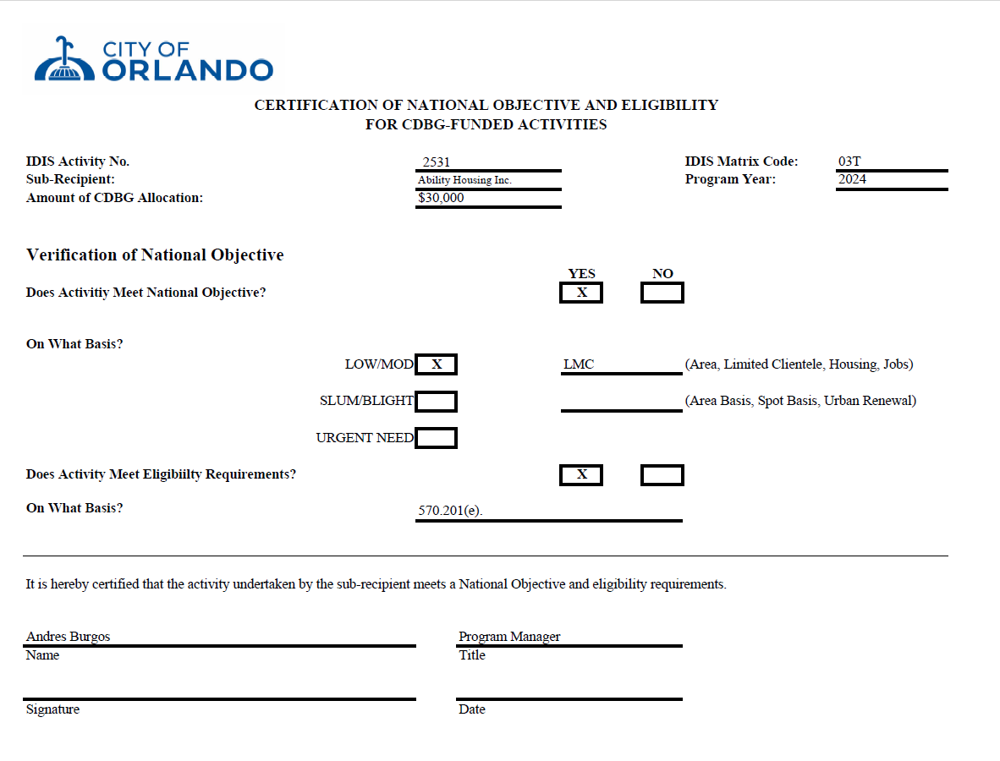 CITY OF
ORLANDO
CERTIFICATION OF NATIONAL OBJECTIVE AND ELIGIBILITY
FOR CDBG-FUNDED ACTIVITIES
IDIS Activity No. 2531 IDIS Matrix Code: 03T
Sub-Recipient: Ability Housing Inc. Program Year: 2024
Amount of CDBG Allocation: $30,000
Verification of National Objective
YES NO
Does Activitiy Meet National Objective? X
On What Basis?
LOW/MOD X LMC (Area, Limited Clientele, Housing, Jobs)
SLUM/BLIGHT (Area Basis, Spot Basis, Urban Renewal)
URGENT NEED
Does Activity Meet Eligibiilty Requirements? X
On What Basis? 570.201(e).
It is hereby certified that the activity undertaken by the sub-recipient meets a National Objective and eligibility requirements.
Andres Burgos Program Manager
Name Title
Signature Date